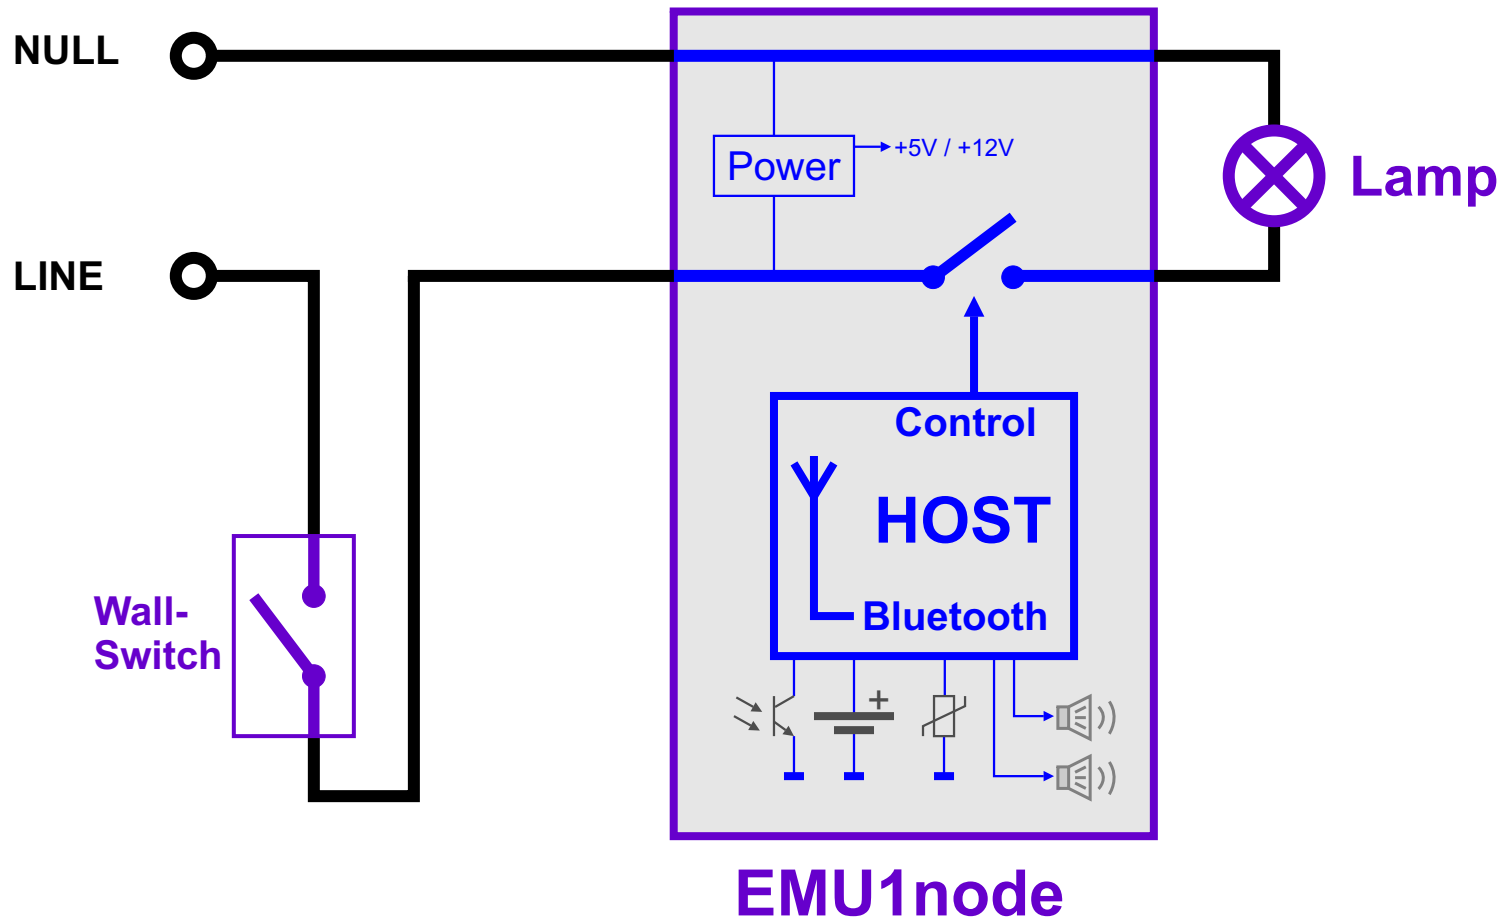 NULL
+5V / +12V
Power
Lamp
LINE
Control
HOST
Wall-
Switch
Bluetooth
+
EMU1node